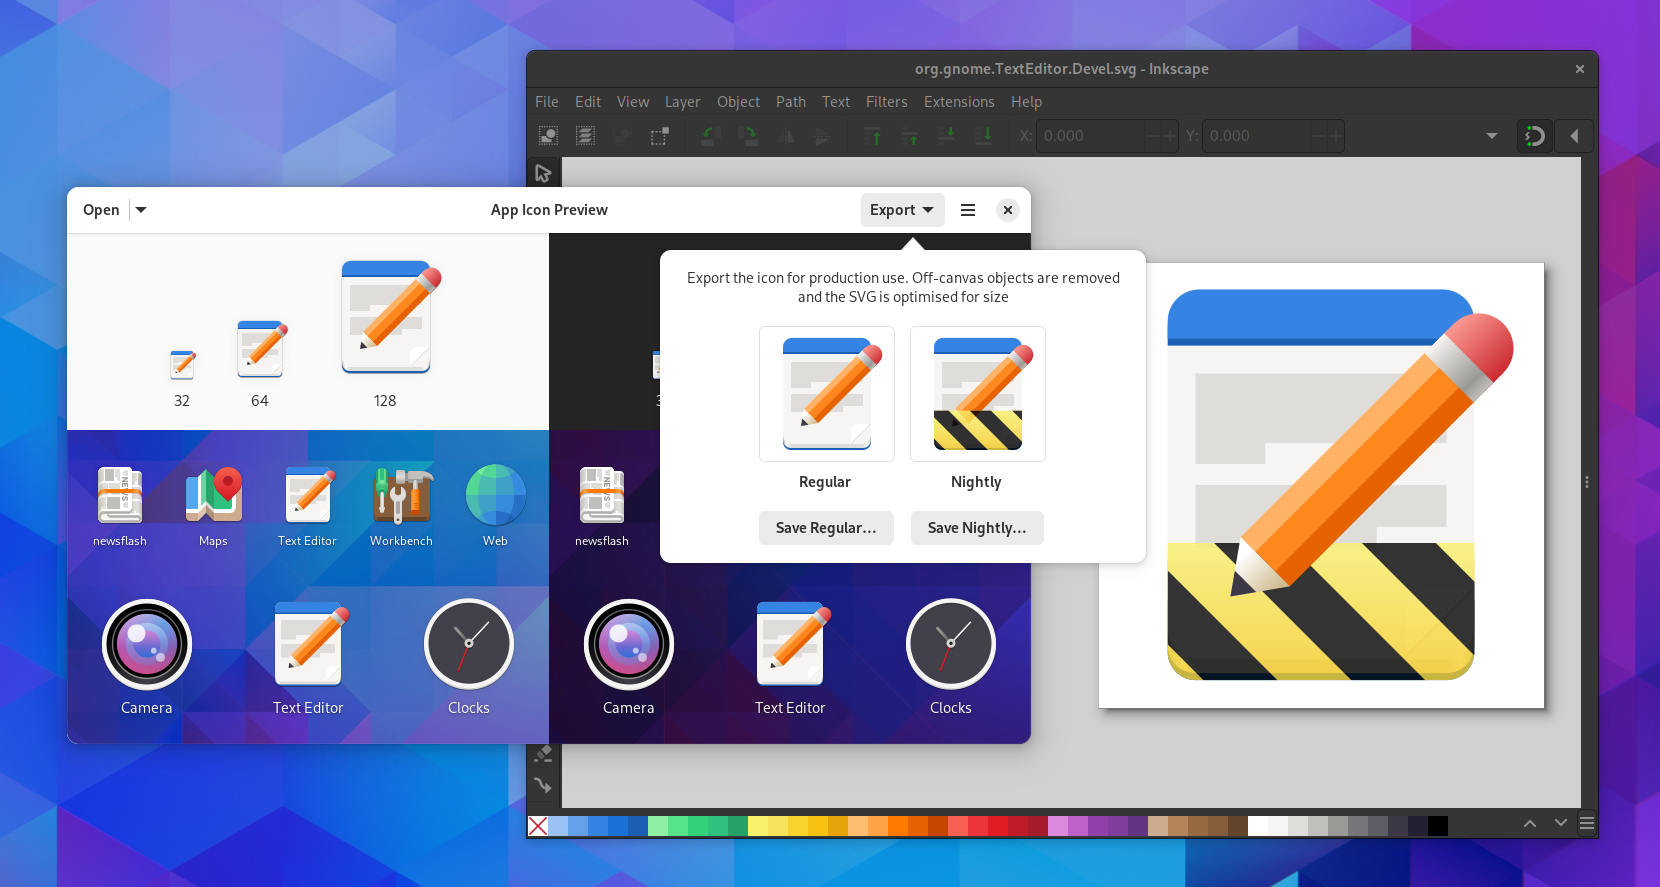 org.gnome.TextEditor.Devel.svg - Inkscape
File Edit View Layer Object Path Text Filters Extensions Help
X: 0.000 Y: 0.000
Open App Icon Preview Export
Export the icon for production use. Off-canvas objects are removed
and the SVG is optimised for size
32 64 128
Regular Nightly
Save Regular... Save Nightly...
NEWS NEWS
newsflash Maps Text Editor Workbench Web newsflash
Camera Text Editor Clocks Camera Text Editor Clocks